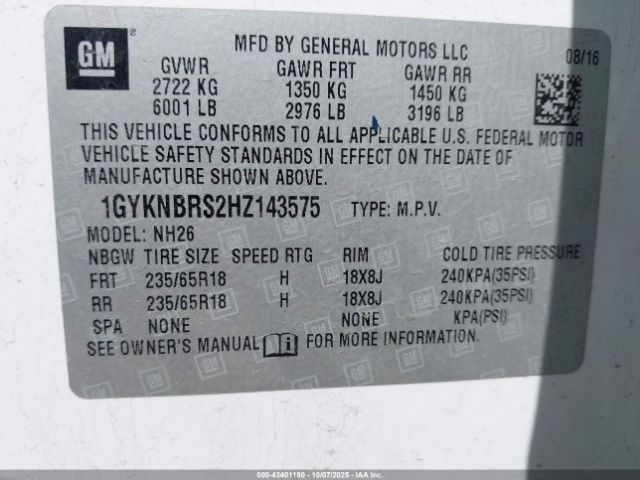 GM
MFD BY GENERAL MOTORS LLC
08/16
GVWR GAWR FRT GAWR RR
2722 KG 1350 KG 1450 KG
6001 LB 2976 LB 3196 LB
THIS VEHICLE CONFORMS TO ALL APPLICABLE U.S. FEDERAL MOTOR
VEHICLE SAFETY STANDARDS IN EFFECT ON THE DATE OF
MANUFACTURE SHOWN ABOVE.
1GYKNBRS2HZ143575 TYPE: M.P.V.
MODEL: NH26
NBGW TIRE SIZE SPEED RTG RIM COLD TIRE PRESSURE
FRT 235/65R18 H 18X8J 240KPA(35PSI)
RR 235/65R18 H 18X8J 240KPA(35PSI)
SPA NONE NONE KPA(PSI)
SEE OWNER'S MANUAL FOR MORE INFORMATION.
000-43401180 - 10/07/2025 - www.iaai.com